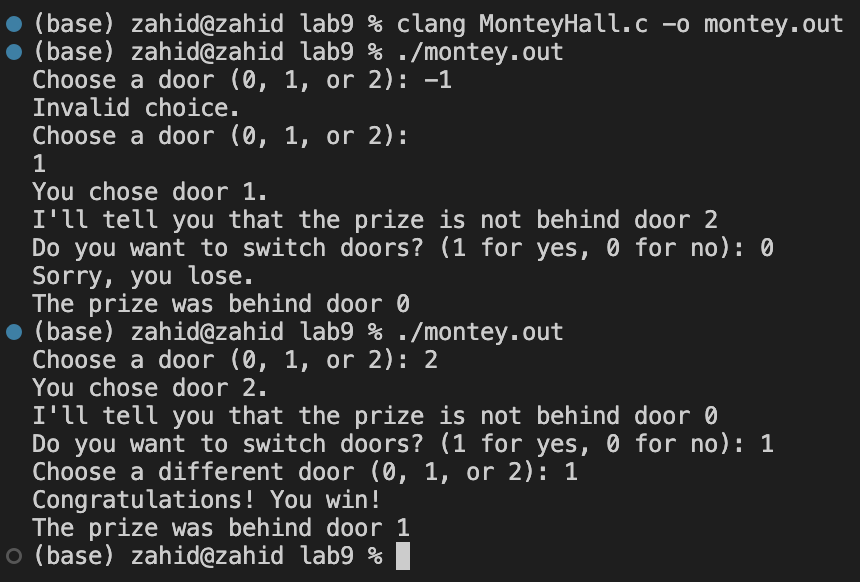 (base) zahid@zahid lab9 % clang MonteyHall.c -o montey.out
(base) zahid@zahid lab9 % ./montey.out
Choose a door (0, 1, or 2): -1
Invalid choice.
Choose a door (0, 1, or 2):
1
You chose door 1.
I'll tell you that the prize is not behind door 2
Do you want to switch doors? (1 for yes, 0 for no): 0
Sorry, you lose.
The prize was behind door 0
(base) zahid@zahid lab9 % ./montey.out
Choose a door (0, 1, or 2): 2
You chose door 2.
I'll tell you that the prize is not behind door 0
Do you want to switch doors? (1 for yes, 0 for no): 1
Choose a different door (0, 1, or 2): 1
Congratulations! You win!
The prize was behind door 1
(base) zahid@zahid lab9 %